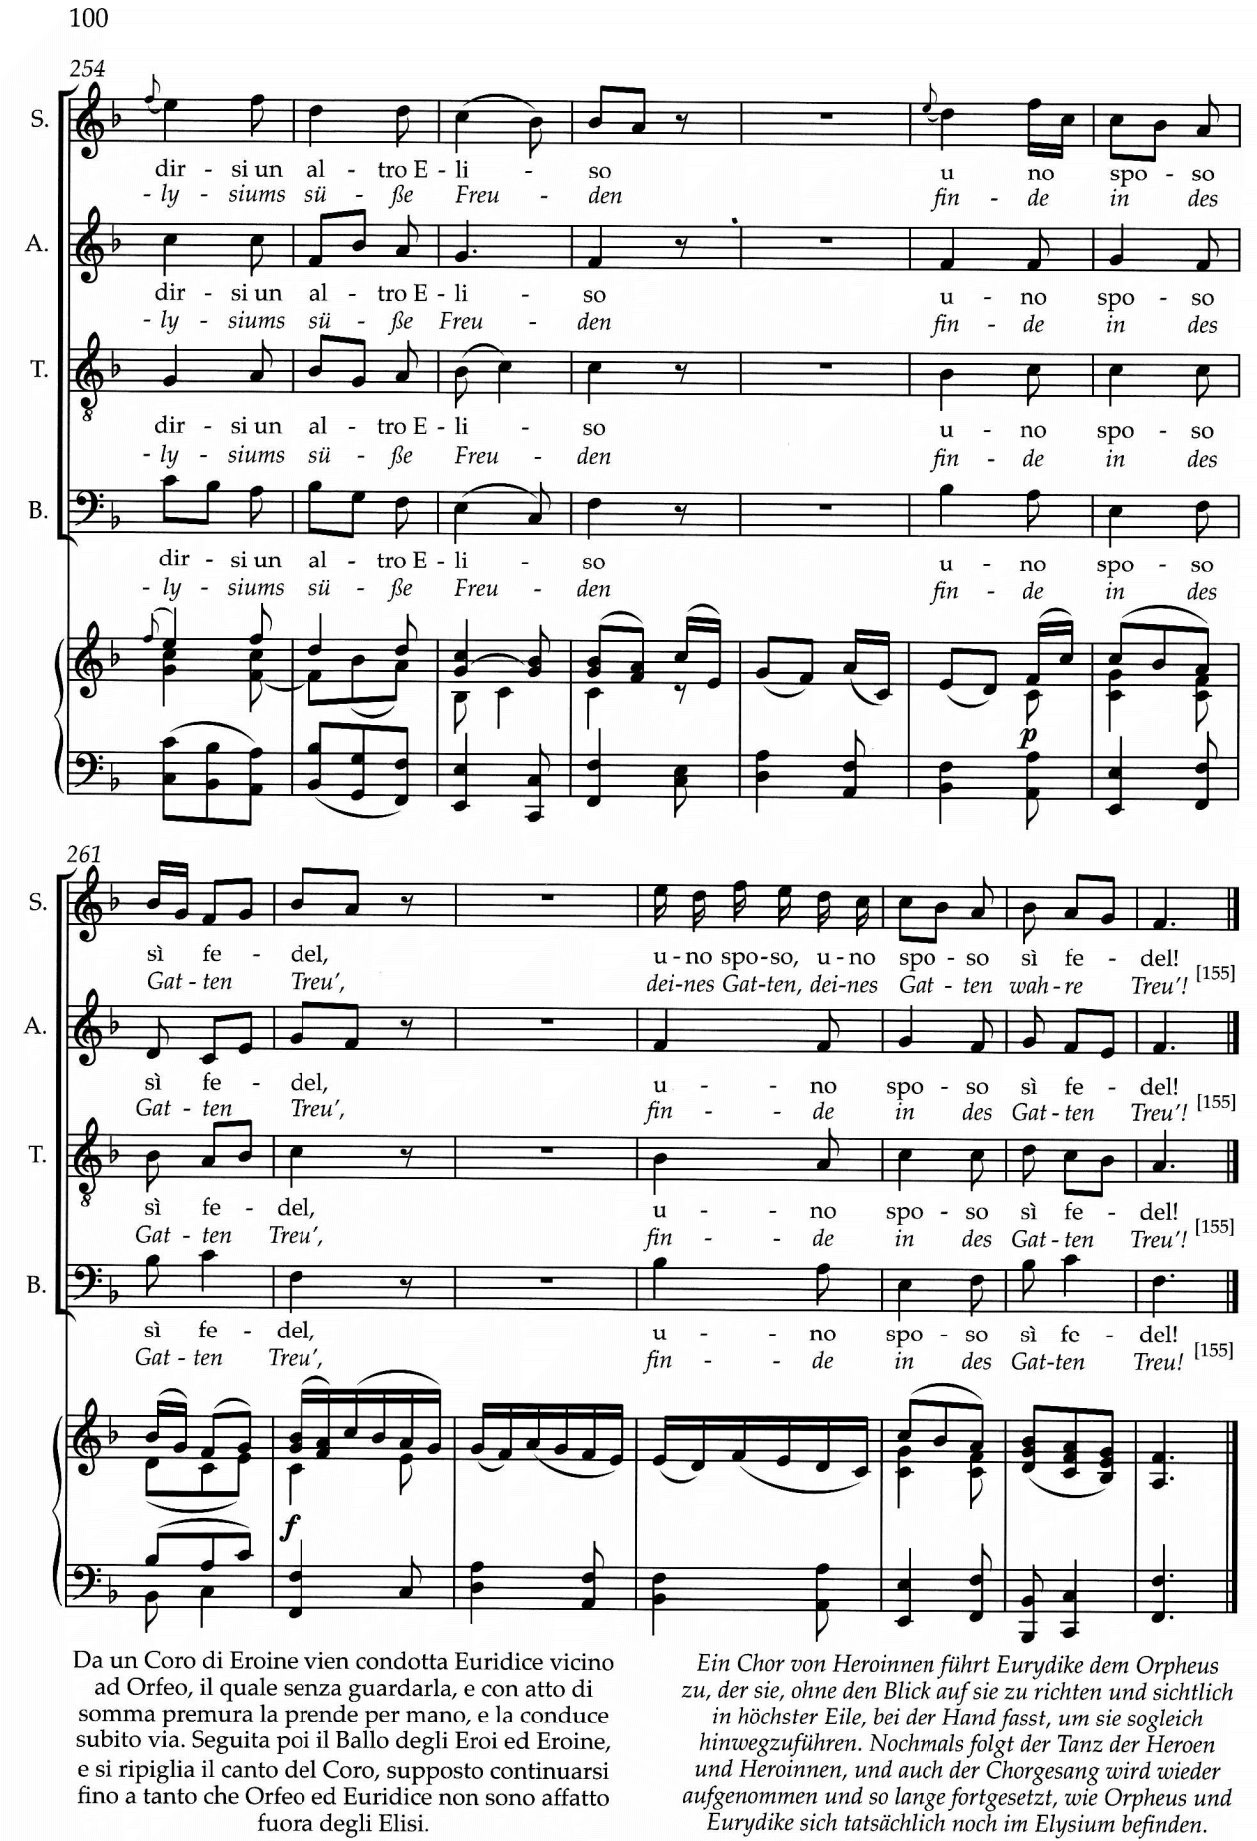 100
254
S.
dir - si un al - tro E - li - so u no spo - so
- ly - siums sü - ße Freu - den fin - de in des
A.
dir - si un al - tro E - li - so u - no spo - so
- ly - siums sü - ße Freu - den fin - de in des
T.
8
dir - si un al - tro E - li - so u - no spo - so
- ly - siums sü - ße Freu - den fin - de in des
B.
dir - si un al - tro E - li - so u - no spo - so
- ly - siums sü - ße Freu - den fin - de in des
p
261
S.
sì fe - del, u - no spo - so, u - no spo - so sì fe - del!
Gat - ten Treu’, dei - nes Gat - ten, dei - nes Gat - ten wah - re Treu’! [155]
A.
sì fe - del, u - - no spo - so sì fe - del!
Gat - ten Treu’, fin - - de in des Gat - ten Treu’! [155]
T.
8
sì fe - del, u - - no spo - so sì fe - del!
Gat - ten Treu’, fin - - de in des Gat - ten Treu’! [155]
B.
sì fe - del, u - - no spo - so sì fe - del!
Gat - ten Treu’, fin - - de in des Gat-ten Treu! [155]
f
Da un Coro di Eroine vien condotta Euridice vicino
ad Orfeo, il quale senza guardarla, e con atto di
somma premura la prende per mano, e la conduce
subito via. Seguita poi il Ballo degli Eroi ed Eroine,
e si ripiglia il canto del Coro, supposto continuarsi
fino a tanto che Orfeo ed Euridice non sono affatto
fuora degli Elisi.
Ein Chor von Heroinnen führt Eurydike dem Orpheus
zu, der sie, ohne den Blick auf sie zu richten und sichtlich
in höchster Eile, bei der Hand fasst, um sie sogleich
hinwegzuführen. Nochmals folgt der Tanz der Heroen
und Heroinnen, und auch der Chorgesang wird wieder
aufgenommen und so lange fortgesetzt, wie Orpheus und
Eurydike sich tatsächlich noch im Elysium befinden.